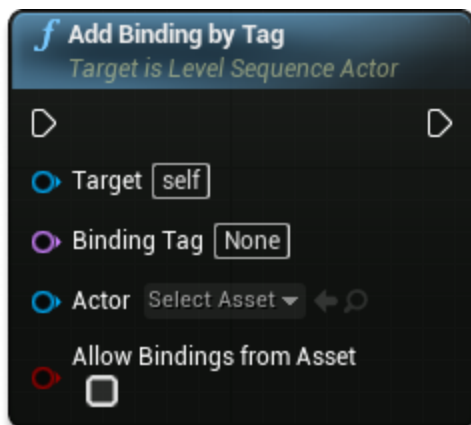 f Add Binding by Tag
Target is Level Sequence Actor
Target self
Binding Tag None
Actor Select Asset
Allow Bindings from Asset